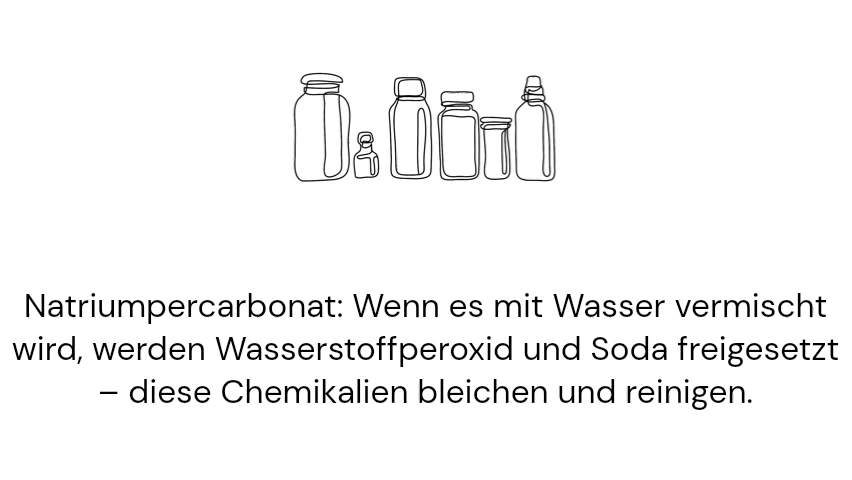 Natriumpercarbonat: Wenn es mit Wasser vermischt
wird, werden Wasserstoffperoxid und Soda freigesetzt
– diese Chemikalien bleichen und reinigen.